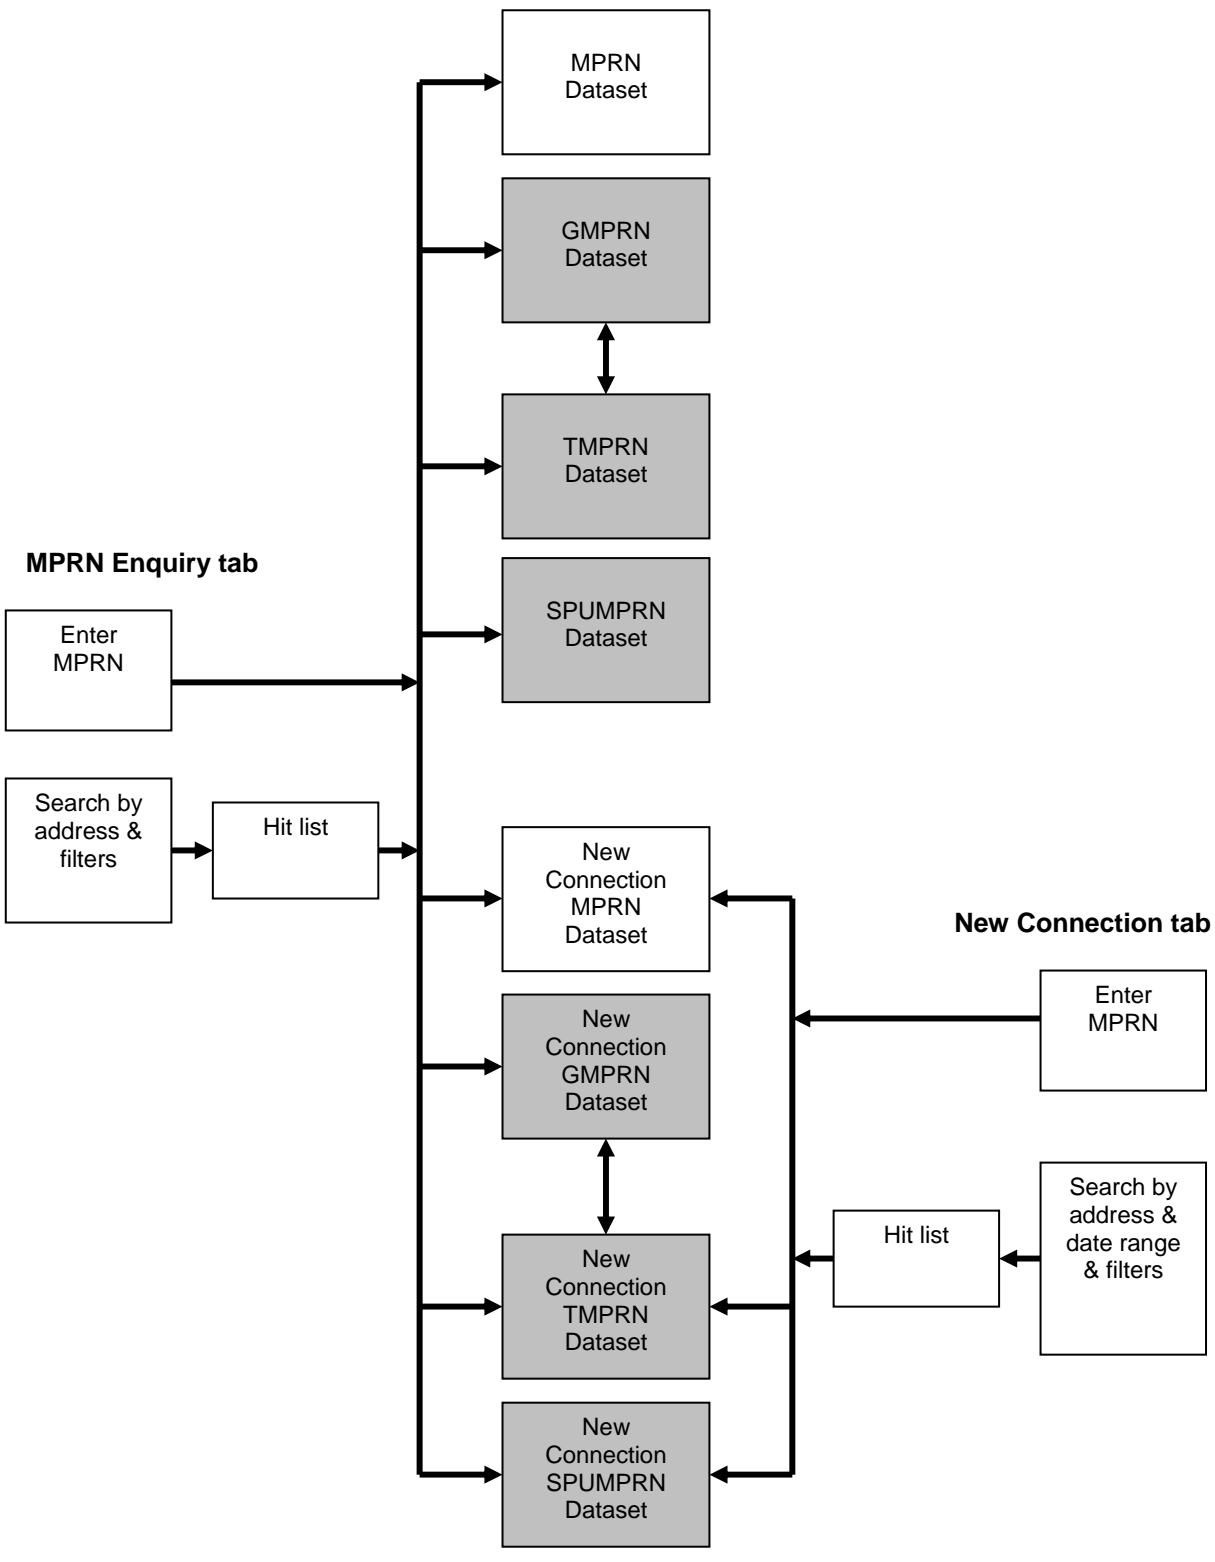 MPRN
Dataset
GMPRN
Dataset
TMPRN
Dataset
MPRN Enquiry tab
SPUMPRN
Dataset
Enter
MPRN
Search by
address &
filters
Hit list
New
Connection
MPRN
Dataset
New Connection tab
Enter
MPRN
New
Connection
GMPRN
Dataset
Search by
address &
date range
& filters
Hit list
New
Connection
TMPRN
Dataset
New
Connection
SPUMPRN
Dataset